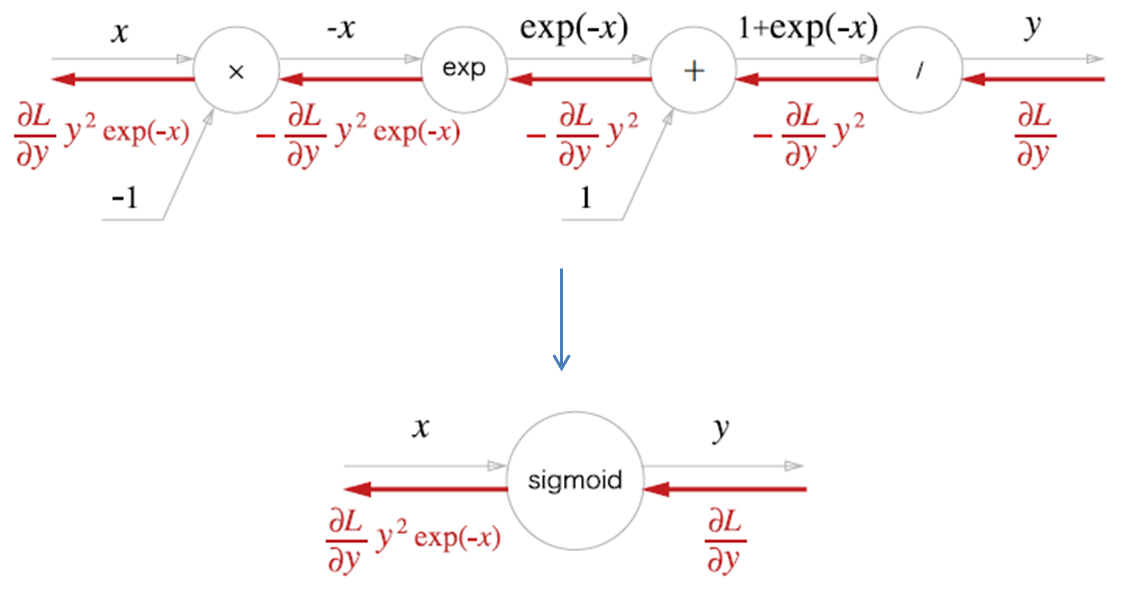 x -x exp(-x) 1+exp(-x) y
× exp + /
∂L/∂y y² exp(-x) - ∂L/∂y y² exp(-x) - ∂L/∂y y² - ∂L/∂y y² ∂L/∂y
-1 1
x y
sigmoid
∂L/∂y y² exp(-x) ∂L/∂y